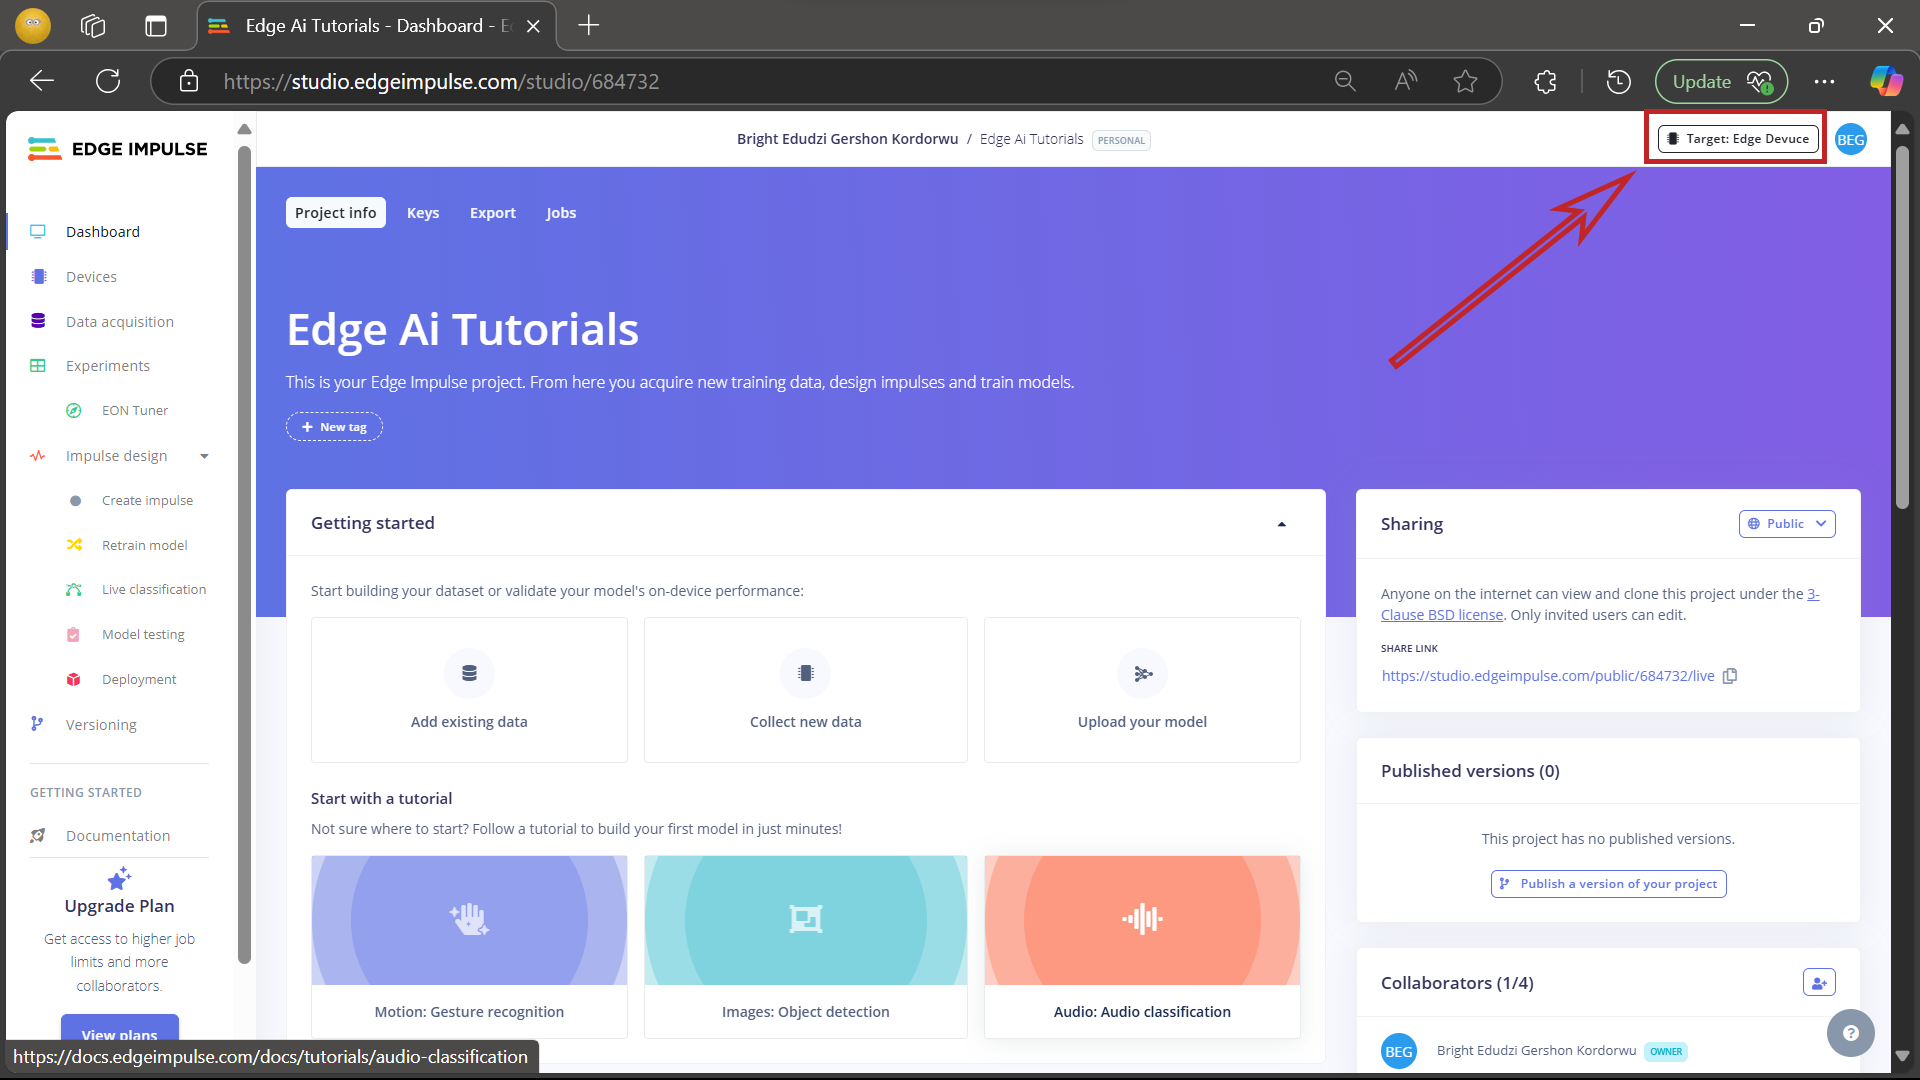 Edge Ai Tutorials - Dashboard - E
https://studio.edgeimpulse.com/studio/684732
Update
EDGE IMPULSE
Bright Edudzi Gershon Kordorwu / Edge Ai Tutorials PERSONAL
Target: Edge Devuce
BEG
Dashboard
Devices
Data acquisition
Experiments
EON Tuner
Impulse design
Create impulse
Retrain model
Live classification
Model testing
Deployment
Versioning
GETTING STARTED
Documentation
Upgrade Plan
Get access to higher job
limits and more
collaborators.
View plans
https://docs.edgeimpulse.com/docs/tutorials/audio-classification
Project info Keys Export Jobs
Edge Ai Tutorials
This is your Edge Impulse project. From here you acquire new training data, design impulses and train models.
+ New tag
Getting started
Start building your dataset or validate your model's on-device performance:
Add existing data
Collect new data
Upload your model
Start with a tutorial
Not sure where to start? Follow a tutorial to build your first model in just minutes!
Motion: Gesture recognition
Images: Object detection
Audio: Audio classification
Sharing
Public
Anyone on the internet can view and clone this project under the 3-
Clause BSD license. Only invited users can edit.
SHARE LINK
https://studio.edgeimpulse.com/public/684732/live
Published versions (0)
This project has no published versions.
Publish a version of your project
Collaborators (1/4)
BEG
Bright Edudzi Gershon Kordorwu OWNER
?